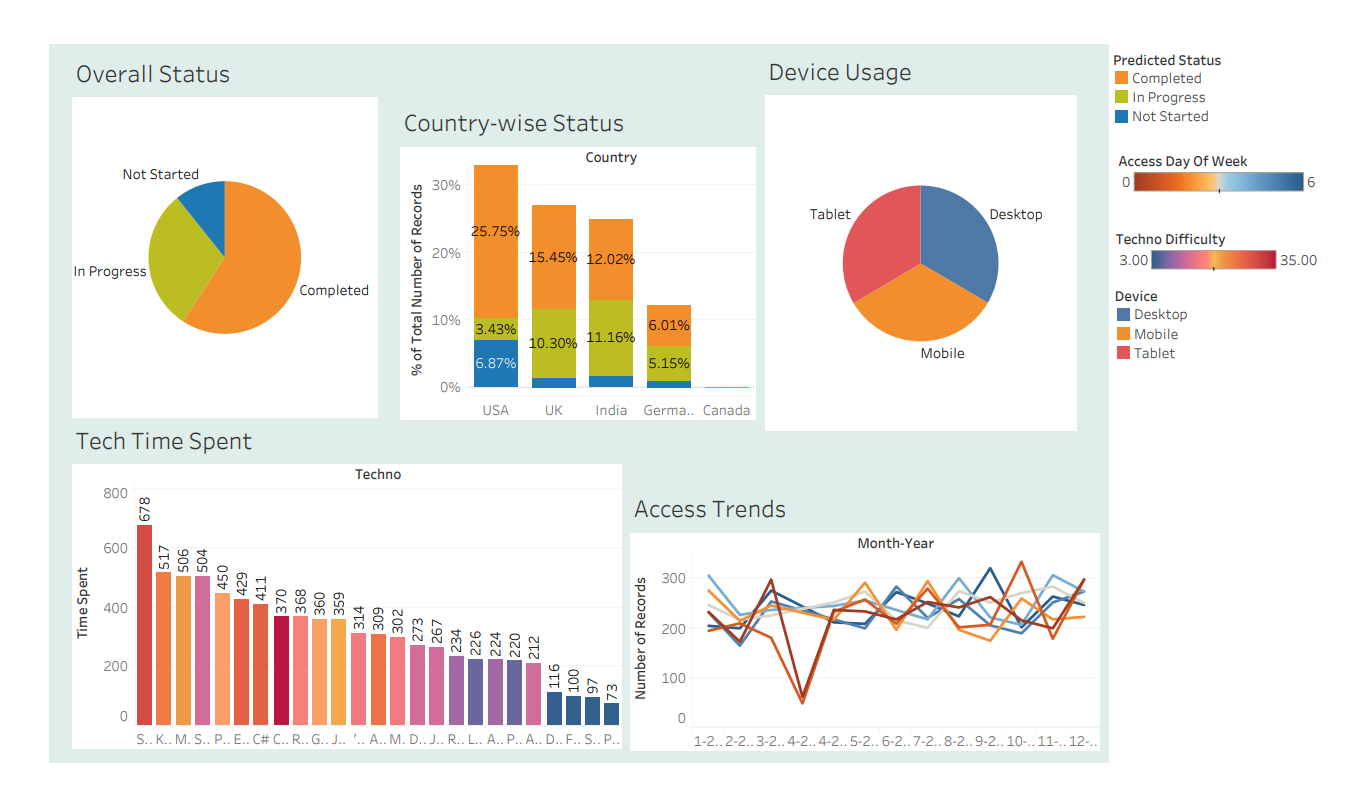 Overall Status
Not Started
In Progress
Completed
Country-wise Status
Country
% of Total Number of Records
30%
20%
10%
0%
25.75%
3.43%
6.87%
15.45%
10.30%
12.02%
11.16%
6.01%
5.15%
USA
UK
India
Germa..
Canada
Device Usage
Tablet
Desktop
Mobile
Predicted Status
Completed
In Progress
Not Started
Access Day Of Week
0
6
Techno Difficulty
3.00
35.00
Device
Desktop
Mobile
Tablet
Tech Time Spent
Techno
Time Spent
800
600
400
200
0
678
517
506
504
450
429
411
370
368
360
359
314
309
302
273
267
234
226
224
220
212
116
100
97
73
S.. K.. M. S.. P.. E.. C# C.. R.. G.. J.. ’.. A.. M. D.. J.. R.. L.. A.. P.. A.. D.. F.. S.. P..
Access Trends
Month-Year
Number of Records
300
200
100
0
1-2.. 2-2.. 3-2.. 4-2.. 4-2.. 5-2.. 6-2.. 7-2.. 8-2.. 9-2.. 10-.. 11-.. 12-..